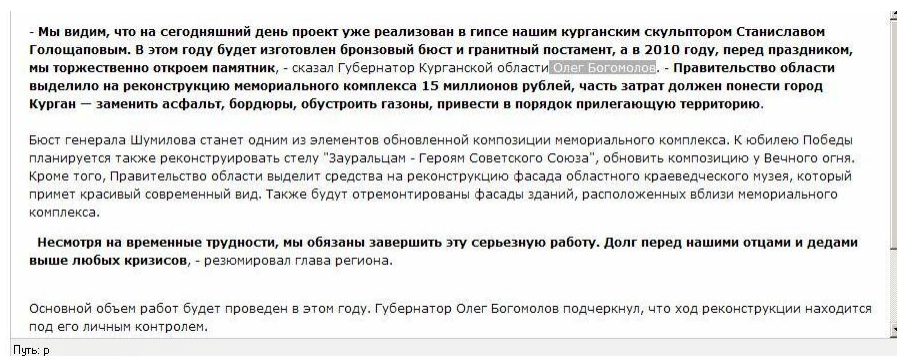 - Мы видим, что на сегодняшний день проект уже реализован в гипсе нашим курганским скульптором Станиславом
Голощаповым. В этом году будет изготовлен бронзовый бюст и гранитный постамент, а в 2010 году, перед праздником,
мы торжественно откроем памятник, - сказал Губернатор Курганской области Олег Богомолов. - Правительство области
выделило на реконструкцию мемориального комплекса 15 миллионов рублей, часть затрат должен понести город
Курган — заменить асфальт, бордюры, обустроить газоны, привести в порядок прилегающую территорию.
Бюст генерала Шумилова станет одним из элементов обновленной композиции мемориального комплекса. К юбилею Победы
планируется также реконструировать стелу "Зауральцам - Героям Советского Союза", обновить композицию у Вечного огня.
Кроме того, Правительство области выделит средства на реконструкцию фасада областного краеведческого музея, который
примет красивый современный вид. Также будут отремонтированы фасады зданий, расположенных вблизи мемориального
комплекса.
Несмотря на временные трудности, мы обязаны завершить эту серьезную работу. Долг перед нашими отцами и дедами
выше любых кризисов, - резюмировал глава региона.
Основной объем работ будет проведен в этом году. Губернатор Олег Богомолов подчеркнул, что ход реконструкции находится
под его личным контролем.
Путь: p